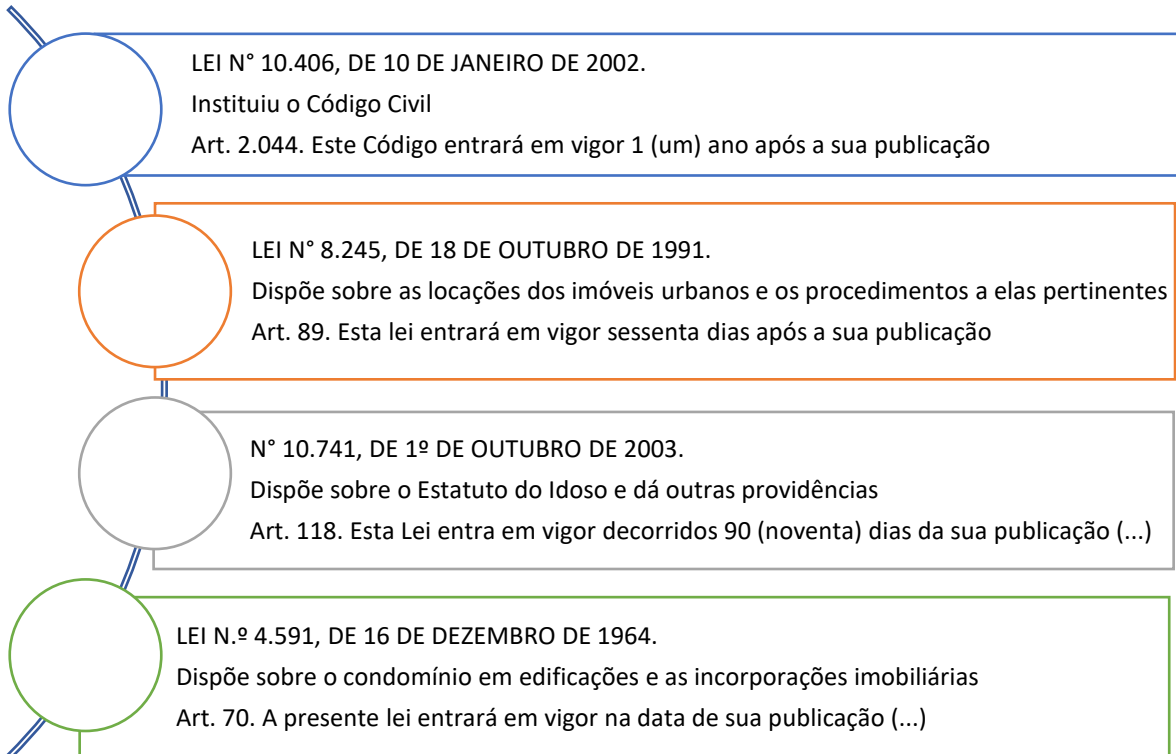 LEI N° 10.406, DE 10 DE JANEIRO DE 2002.
Instituiu o Código Civil
Art. 2.044. Este Código entrará em vigor 1 (um) ano após a sua publicação
LEI N° 8.245, DE 18 DE OUTUBRO DE 1991.
Dispõe sobre as locações dos imóveis urbanos e os procedimentos a elas pertinentes
Art. 89. Esta lei entrará em vigor sessenta dias após a sua publicação
N° 10.741, DE 1º DE OUTUBRO DE 2003.
Dispõe sobre o Estatuto do Idoso e dá outras providências
Art. 118. Esta Lei entra em vigor decorridos 90 (noventa) dias da sua publicação (...)
LEI N.º 4.591, DE 16 DE DEZEMBRO DE 1964.
Dispõe sobre o condomínio em edificações e as incorporações imobiliárias
Art. 70. A presente lei entrará em vigor na data de sua publicação (...)